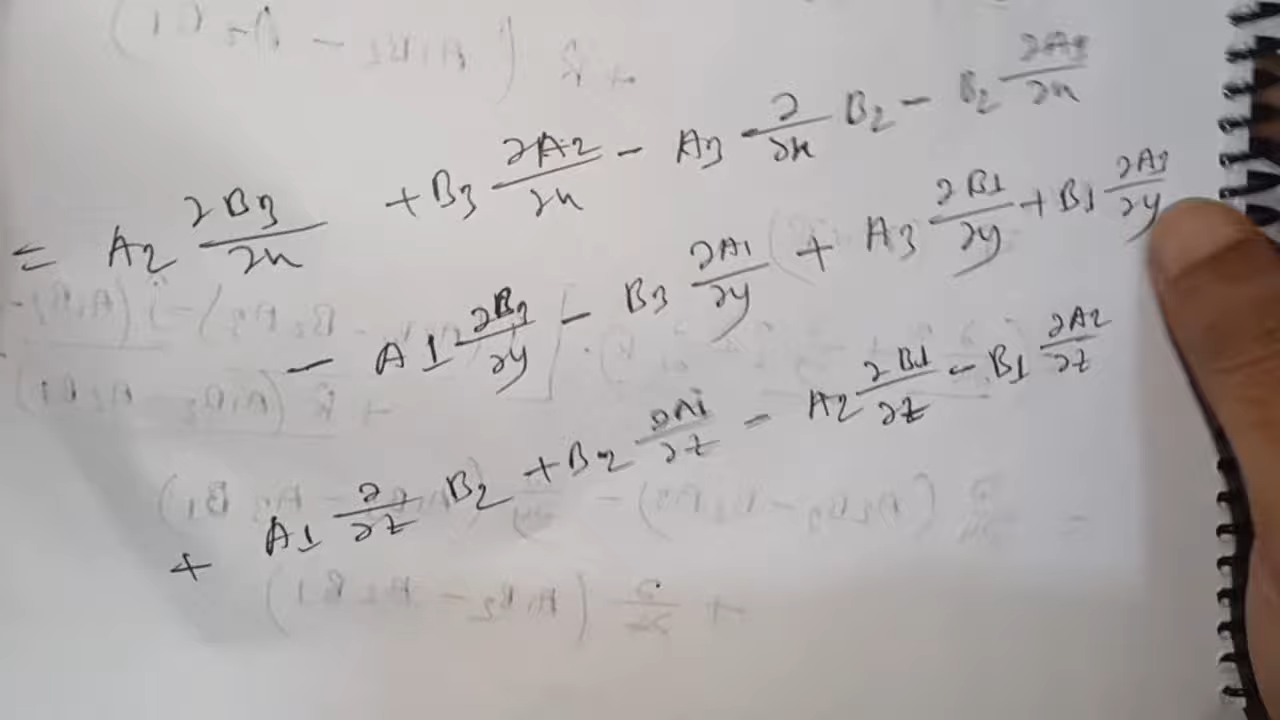 = A2 ∂B3/∂x + B3 ∂A2/∂x - A3 ∂/∂x B2 - B2 ∂A3/∂x
- A1 ∂B3/∂y - B3 ∂A1/∂y + A3 ∂B1/∂y + B1 ∂A3/∂y
+ A1 ∂/∂z B2 + B2 ∂A1/∂z - A2 ∂B1/∂z - B1 ∂A2/∂z